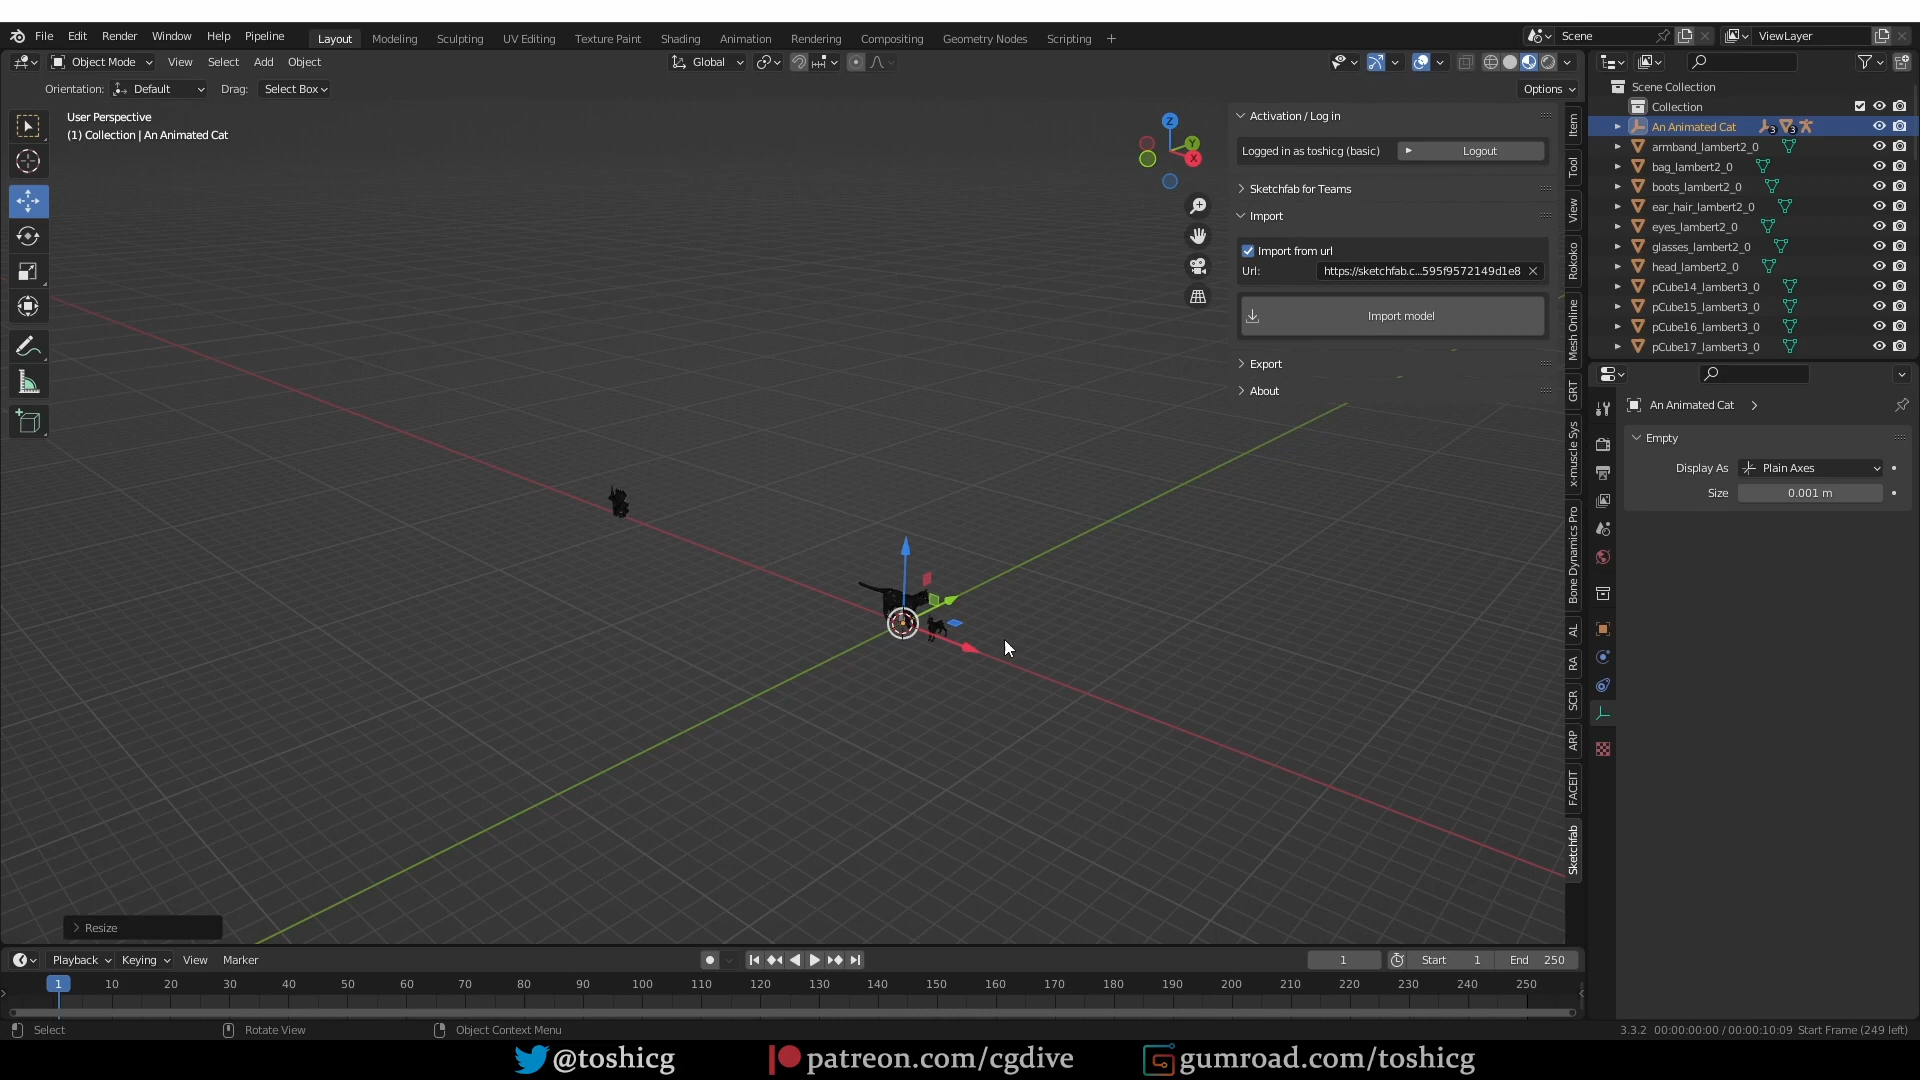 File Edit Render Window Help Pipeline Layout Modeling Sculpting UV Editing Texture Paint Shading Animation Rendering Compositing Geometry Nodes Scripting + Scene ViewLayer
Object Mode View Select Add Object Global
Orientation: Default Drag: Select Box Options
User Perspective
(1) Collection | An Animated Cat
Z
Y
X
Activation / Log in
Logged in as toshicg (basic) Logout
Sketchfab for Teams
Import
Import from url
Url: https://sketchfab.c...595f9572149d1e8
Import model
Export
About
Item
Tool
View
Rokoko
Mesh Online
GRT
x-muscle Sys
Bone Dynamics Pro
AL
RA
SCR
ARP
FACEIT
Sketchfab
Scene Collection
Collection
An Animated Cat 3 3
armband_lambert2_0
bag_lambert2_0
boots_lambert2_0
ear_hair_lambert2_0
eyes_lambert2_0
glasses_lambert2_0
head_lambert2_0
pCube14_lambert3_0
pCube15_lambert3_0
pCube16_lambert3_0
pCube17_lambert3_0
An Animated Cat
Empty
Display As Plain Axes
Size 0.001 m
Resize
Playback Keying View Marker 1 Start 1 End 250
1 10 20 30 40 50 60 70 80 90 100 110 120 130 140 150 160 170 180 190 200 210 220 230 240 250
Select Rotate View Object Context Menu 3.3.2 00:00:00:00 / 00:00:10:09 Start Frame (249 left)
@toshicg patreon.com/cgdive gumroad.com/toshicg